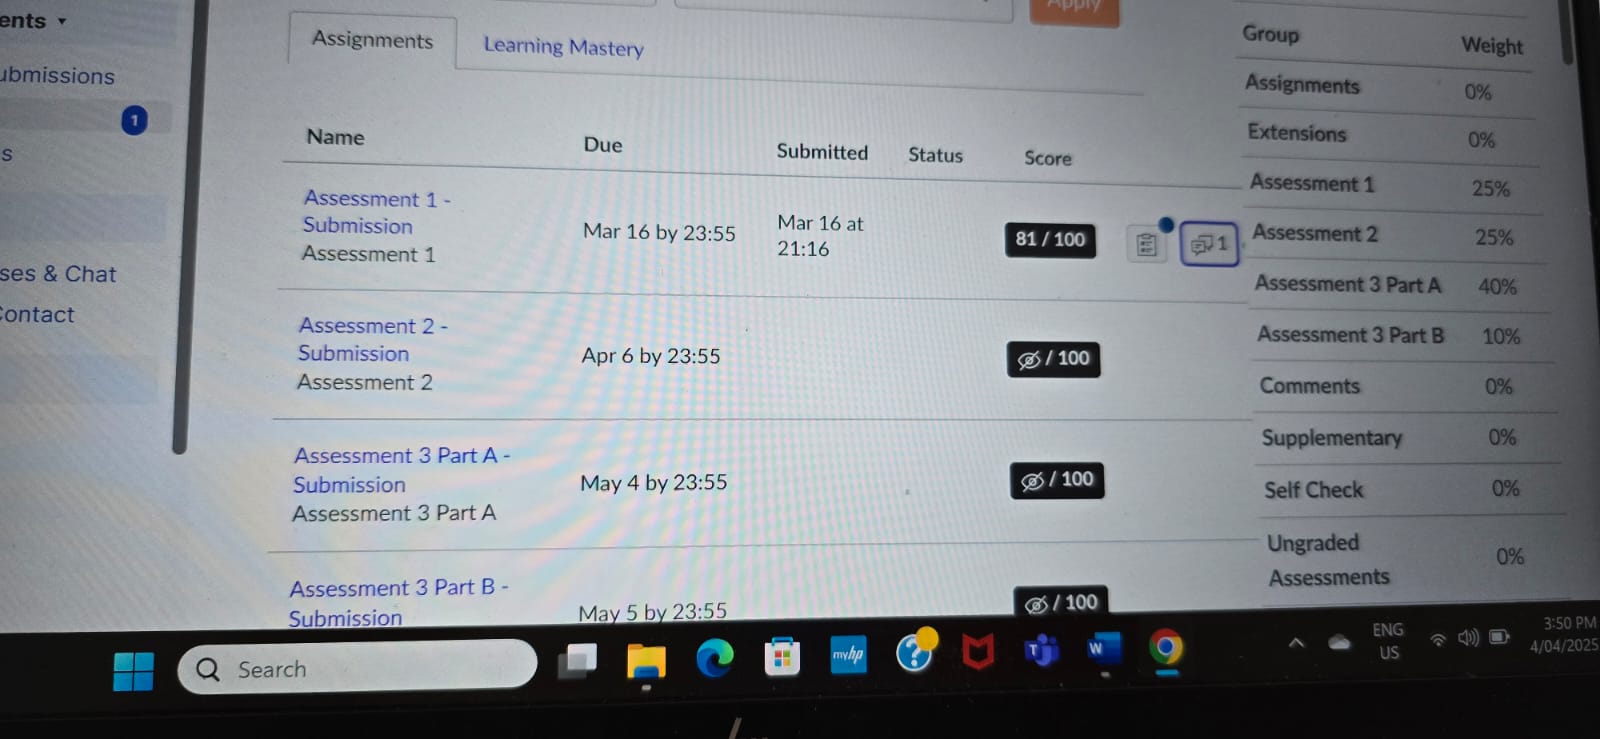 ents ▾
ubmissions
1
s
ses & Chat
Contact
Apply
Assignments
Learning Mastery
Name
Due
Submitted
Status
Score
Assessment 1 -
Submission
Assessment 1
Mar 16 by 23:55
Mar 16 at
21:16
81 / 100
1
Assessment 2 -
Submission
Assessment 2
Apr 6 by 23:55
/ 100
Assessment 3 Part A -
Submission
Assessment 3 Part A
May 4 by 23:55
/ 100
Assessment 3 Part B -
Submission
May 5 by 23:55
/ 100
Group Weight
Assignments 0%
Extensions 0%
Assessment 1 25%
Assessment 2 25%
Assessment 3 Part A 40%
Assessment 3 Part B 10%
Comments 0%
Supplementary 0%
Self Check 0%
Ungraded
Assessments
0%
Search
myhp
?
T
W
ENG
US
3:50 PM
4/04/2025